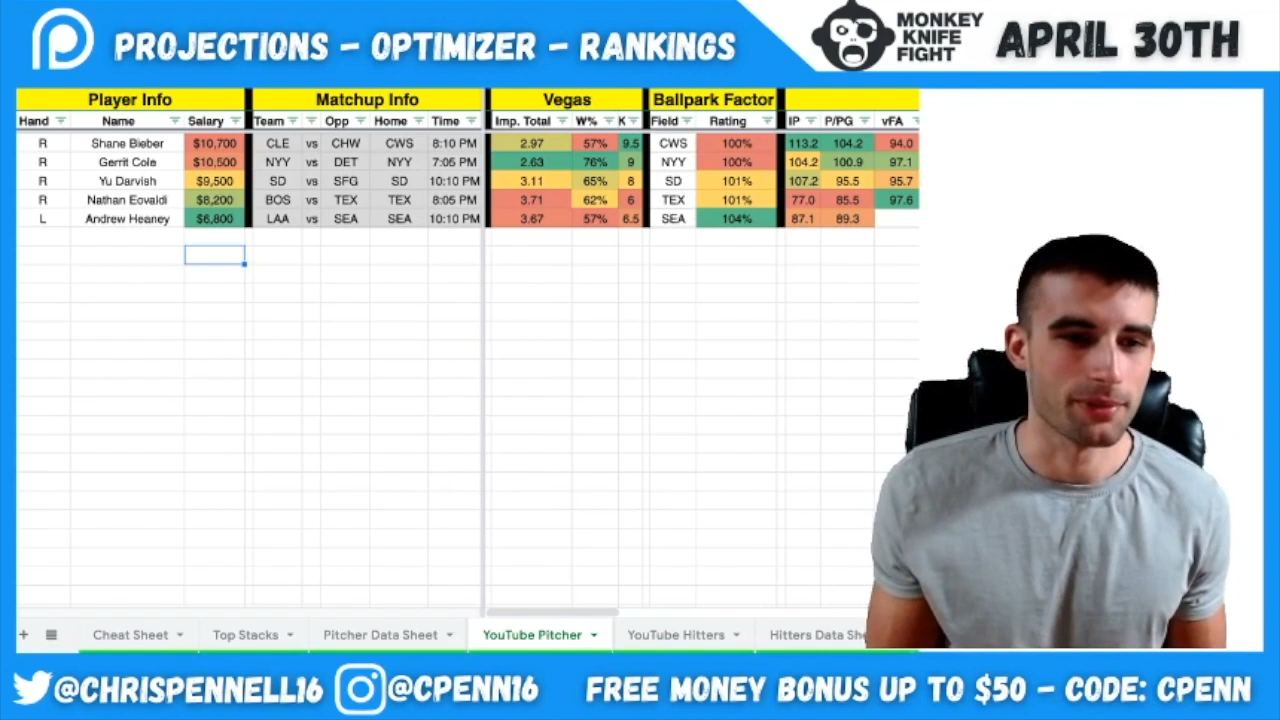 PROJECTIONS - OPTIMIZER - RANKINGS
MONKEY
KNIFE
FIGHT
APRIL 30TH
Player Info Matchup Info Vegas Ballpark Factor
Hand Name Salary Team Opp Home Time Imp. Total W% K Field Rating IP P/PG vFA
R Shane Bieber $10,700 CLE vs CHW CWS 8:10 PM 2.97 57% 9.5 CWS 100% 113.2 104.2 94.0
R Gerrit Cole $10,500 NYY vs DET NYY 7:05 PM 2.63 76% 9 NYY 100% 104.2 100.9 97.1
R Yu Darvish $9,500 SD vs SFG SD 10:10 PM 3.11 65% 8 SD 101% 107.2 95.5 95.7
R Nathan Eovaldi $8,200 BOS vs TEX TEX 8:05 PM 3.71 62% 6 TEX 101% 77.0 85.5 97.6
L Andrew Heaney $6,800 LAA vs SEA SEA 10:10 PM 3.67 57% 6.5 SEA 104% 87.1 89.3
+ Cheat Sheet Top Stacks Pitcher Data Sheet YouTube Pitcher YouTube Hitters Hitters Data She
@CHRISPENNELL16 @CPENN16 FREE MONEY BONUS UP TO $50 - CODE: CPENN